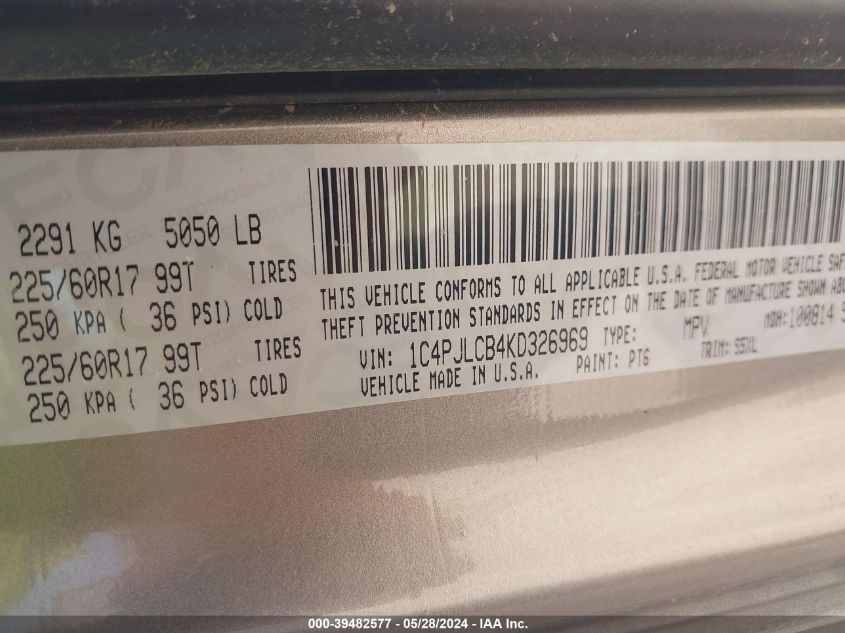 2291 KG 5050 LB
225/60R17 99T TIRES
250 KPA ( 36 PSI) COLD
225/60R17 99T TIRES
250 KPA ( 36 PSI) COLD
THIS VEHICLE CONFORMS TO ALL APPLICABLE U.S.A. FEDERAL MOTOR VEHICLE SAF
THEFT PREVENTION STANDARDS IN EFFECT ON THE DATE OF MANUFACTURE SHOWN ABO
VIN: 1C4PJLCB4KD326969 TYPE: MPV MDH:100814
VEHICLE MADE IN U.S.A. PAINT: PT6 TRIM: S5XL
000-39482577 - 05/28/2024 - IAA Inc.